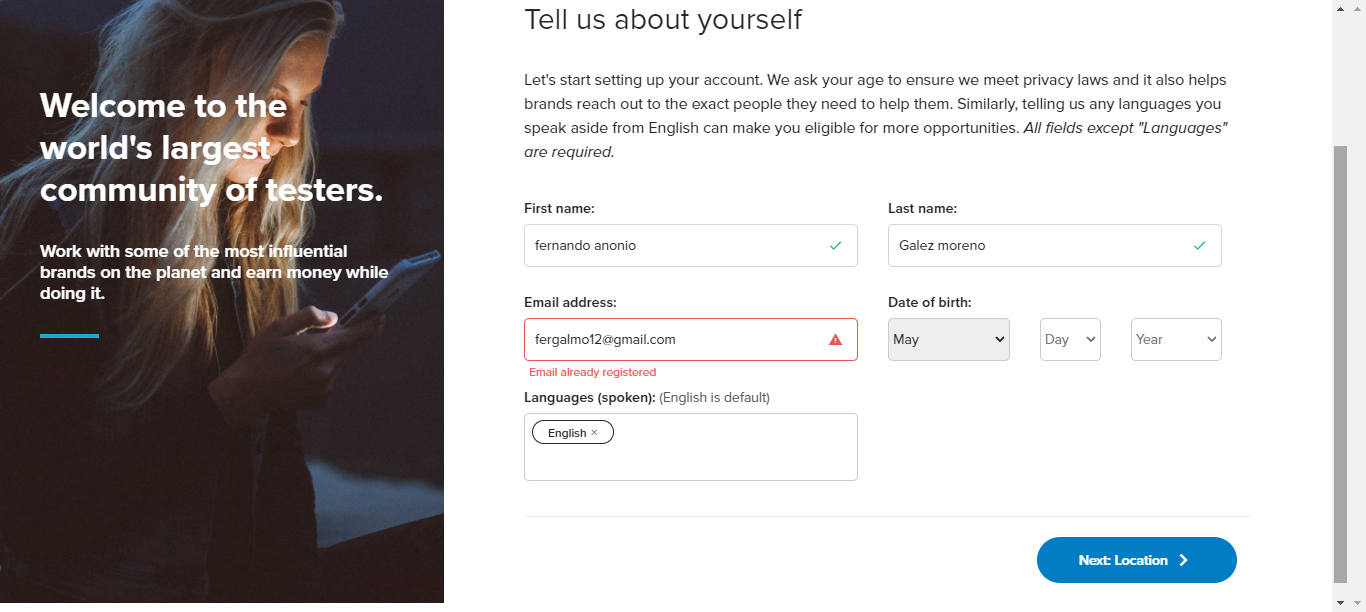 Welcome to the
world's largest
community of testers.
Work with some of the most influential
brands on the planet and earn money while
doing it.
Tell us about yourself
Let's start setting up your account. We ask your age to ensure we meet privacy laws and it also helps
brands reach out to the exact people they need to help them. Similarly, telling us any languages you
speak aside from English can make you eligible for more opportunities. All fields except "Languages"
are required.
First name:
Last name:
fernando anonio
Galez moreno
Email address:
Date of birth:
fergalmo12@gmail.com
May
Day
Year
Email already registered
Languages (spoken): (English is default)
English ×
Next: Location